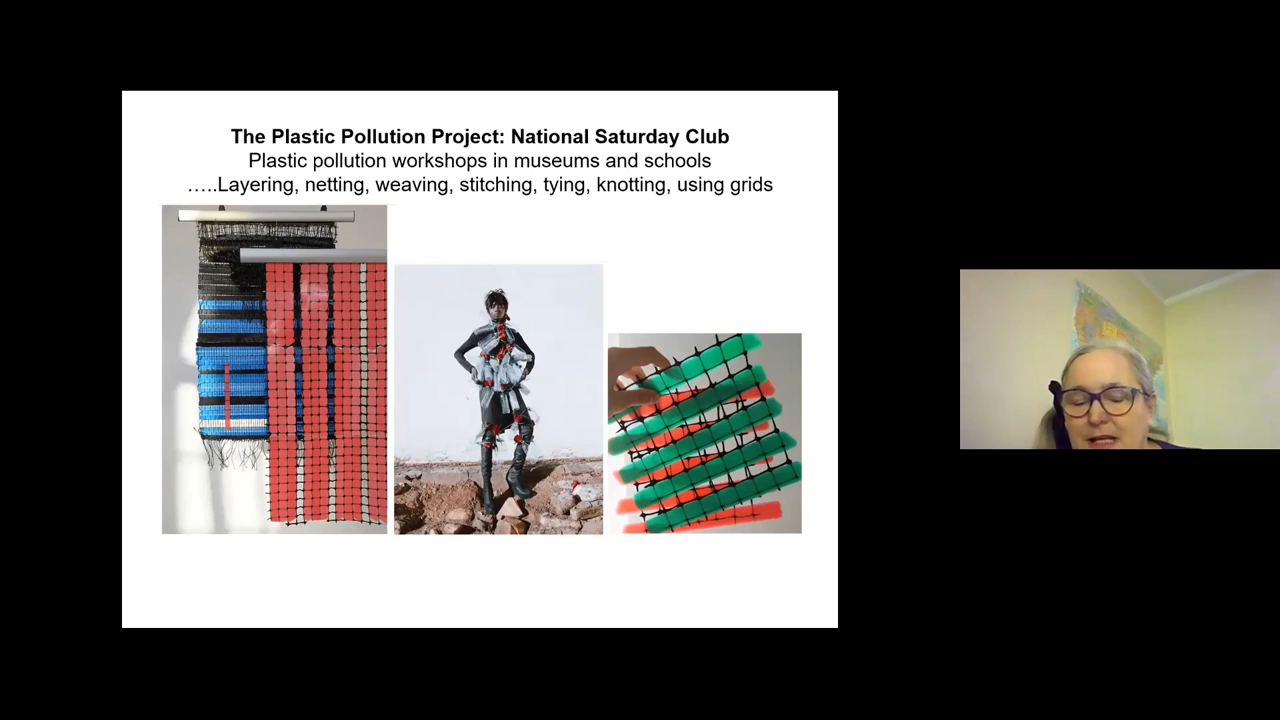 The Plastic Pollution Project: National Saturday Club
Plastic pollution workshops in museums and schools
…..Layering, netting, weaving, stitching, tying, knotting, using grids